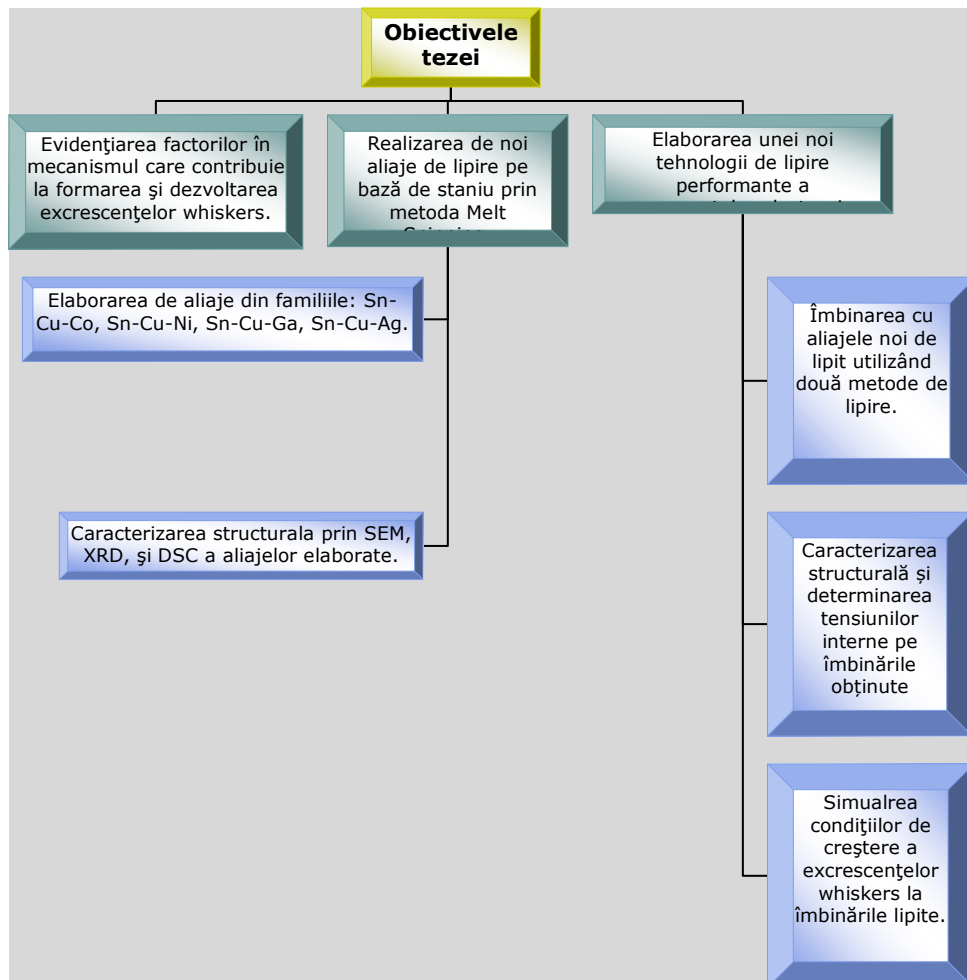 Obiectivele
tezei
Evidenţiarea factorilor în
mecanismul care contribuie
la formarea şi dezvoltarea
excrescenţelor whiskers.
Realizarea de noi
aliaje de lipire pe
bază de staniu prin
metoda Melt
Elaborarea unei noi
tehnologii de lipire
performante a
Elaborarea de aliaje din familiile: Sn-
Cu-Co, Sn-Cu-Ni, Sn-Cu-Ga, Sn-Cu-Ag.
Caracterizarea structurala prin SEM,
XRD, şi DSC a aliajelor elaborate.
Îmbinarea cu
aliajele noi de
lipit utilizând
două metode de
lipire.
Caracterizarea
structurală și
determinarea
tensiunilor
interne pe
îmbinările
obținute
Simualrea
condiţiilor de
creştere a
excrescenţelor
whiskers la
îmbinările lipite.